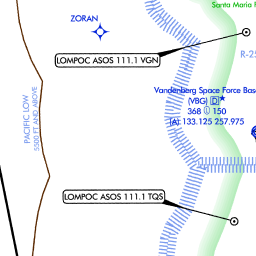 Santa Maria
ZORAN
LOMPOC ASOS 111.1 VGN
R-25
Vandenberg Space Force Base
(VBG) D
368 150
(A) 133.125 257.975
PACIFIC LOW
5500 FT AND ABOVE
LOMPOC ASOS 111.1 TQS